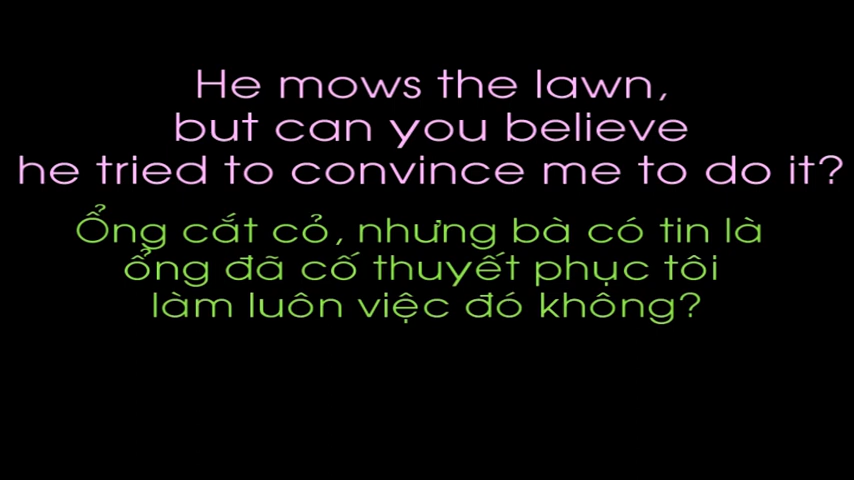 He mows the lawn,
but can you believe
he tried to convince me to do it?
Ổng cắt cỏ, nhưng bà có tin là
ổng đã cố thuyết phục tôi
làm luôn việc đó không?